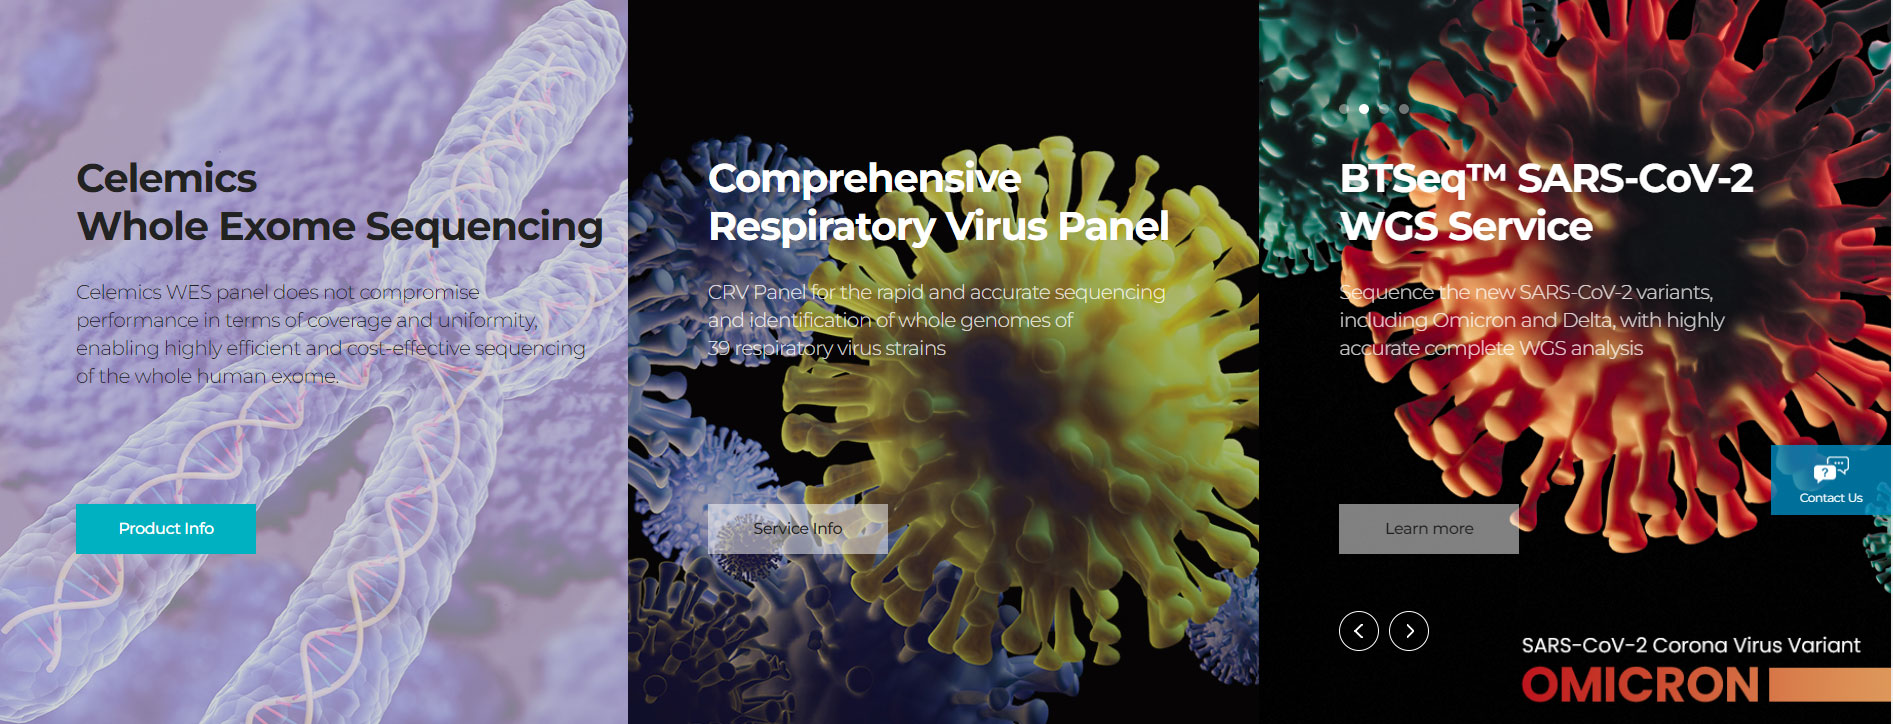 Celemics
Whole Exome Sequencing
Celemics WES panel does not compromise
performance in terms of coverage and uniformity,
enabling highly efficient and cost-effective sequencing
of the whole human exome.
Product Info
Comprehensive
Respiratory Virus Panel
CRV Panel for the rapid and accurate sequencing
and identification of whole genomes of
39 respiratory virus strains
Service Info
BTSeq™ SARS-CoV-2
WGS Service
Sequence the new SARS-CoV-2 variants,
including Omicron and Delta, with highly
accurate complete WGS analysis
Learn more
Contact Us
SARS-CoV-2 Corona Virus Variant
OMICRON